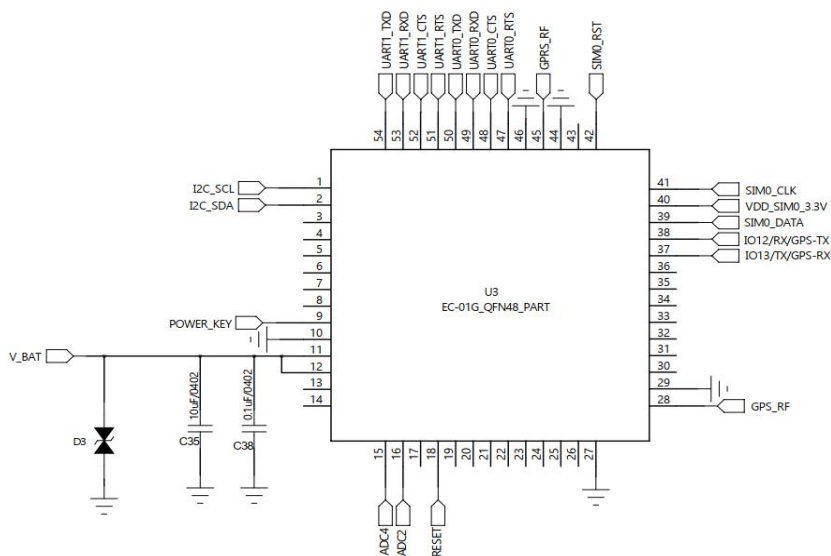 UART1_TXD
UART1_RXD
UART1_CTS
UART1_RTS
UART0_TXD
UART0_RXD
UART0_CTS
UART0_RTS
GPRS_RF
SIM0_RST
54
53
52
51
50
49
48
47
46
45
44
43
42
I2C_SCL
I2C_SDA
POWER_KEY
V_BAT
1
2
3
4
5
6
7
8
9
10
11
12
13
14
U3
EC-01G_QFN48_PART
41
40
39
38
37
36
35
34
33
32
31
30
29
28
SIM0_CLK
VDD_SIM0_3.3V
SIM0_DATA
IO12/RX/GPS-TX
IO13/TX/GPS-RX
GPS_RF
D3
10uF/0402
C35
0.1uF/0402
C38
15
16
17
18
19
20
21
22
23
24
25
26
27
ADC4
ADC2
RESET